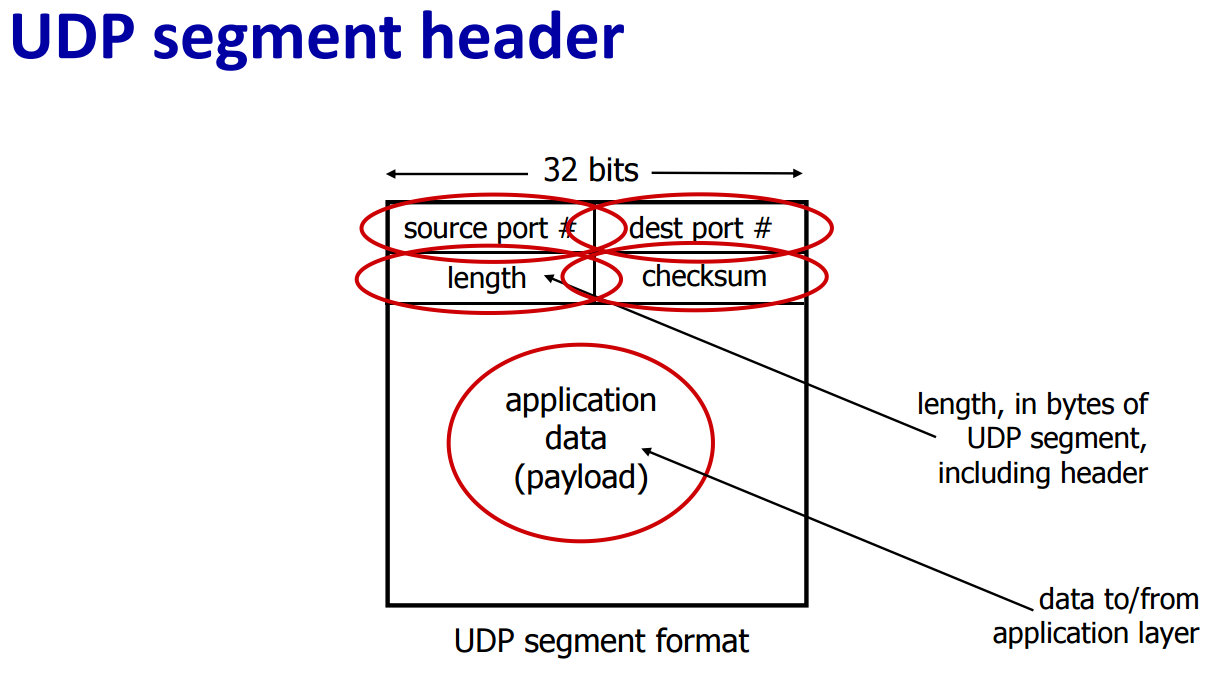 UDP segment header
32 bits
source port # dest port #
length checksum
application
data
(payload)
length, in bytes of
UDP segment,
including header
data to/from
application layer
UDP segment format